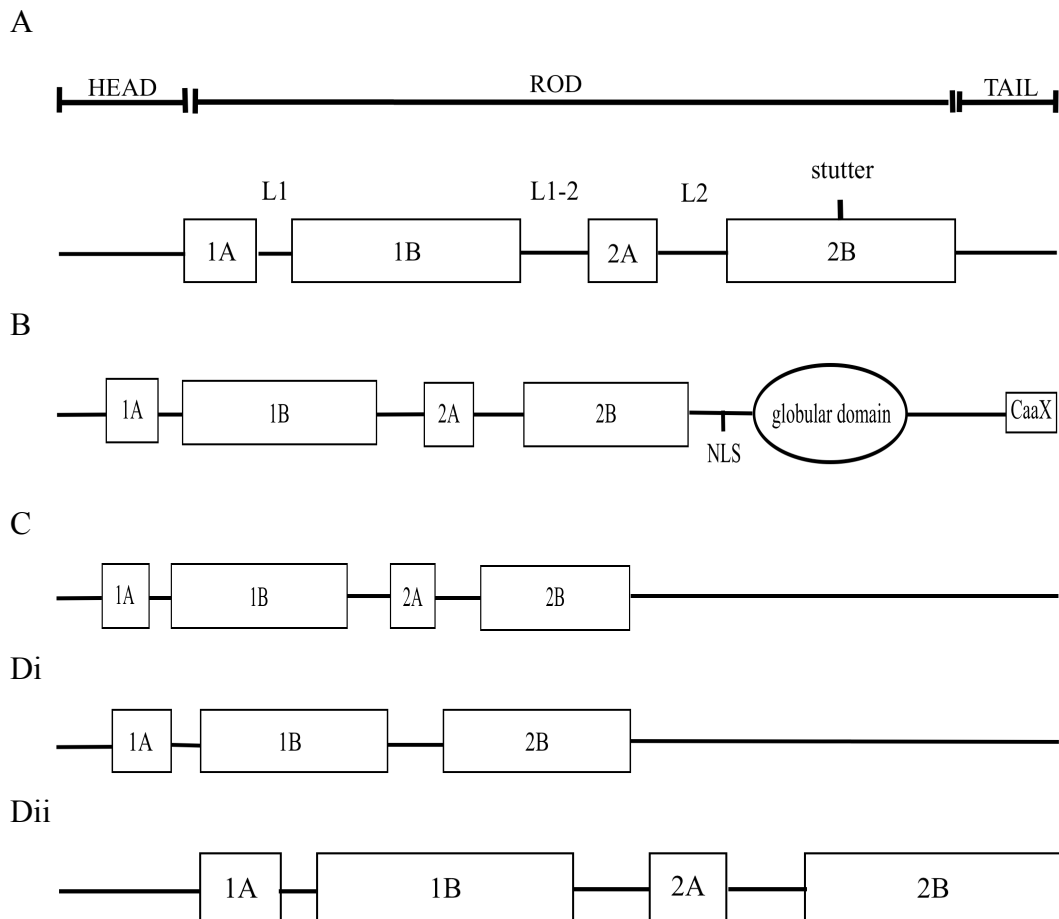 A
HEAD ROD TAIL
L1 L1-2 L2 stutter
1A 1B 2A 2B
B
1A 1B 2A 2B NLS globular domain CaaX
C
1A 1B 2A 2B
Di
1A 1B 2B
Dii
1A 1B 2A 2B